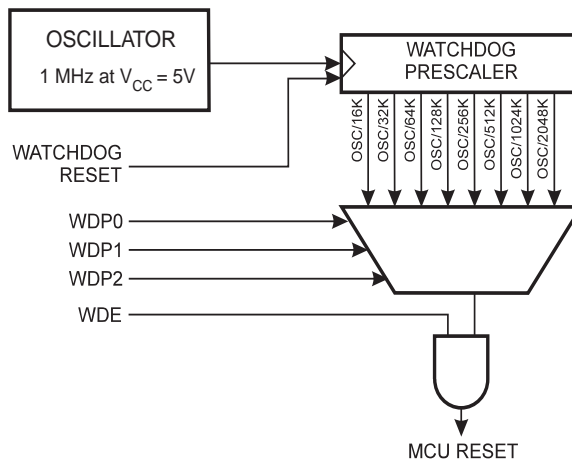 OSCILLATOR
1 MHz at VCC = 5V
WATCHDOG
PRESCALER
OSC/16K
OSC/32K
OSC/64K
OSC/128K
OSC/256K
OSC/512K
OSC/1024K
OSC/2048K
WATCHDOG
RESET
WDP0
WDP1
WDP2
WDE
MCU RESET